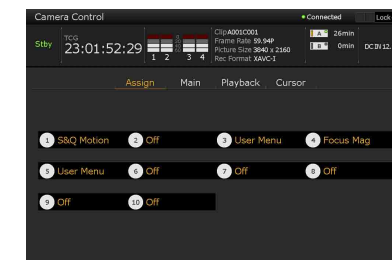 Camera Control
Connected
Lock
Stby
TCG
23:01:52:29
1 2 3 4
Clip A001C001
Frame Rate 59.94P
Picture Size 3840 x 2160
Rec Format XAVC-I
A 26min
B 0min
DC IN 12.
Assign Main Playback Cursor
1 S&Q Motion 2 Off 3 User Menu 4 Focus Mag
5 User Menu 6 Off 7 Off 8 Off
9 Off 10 Off